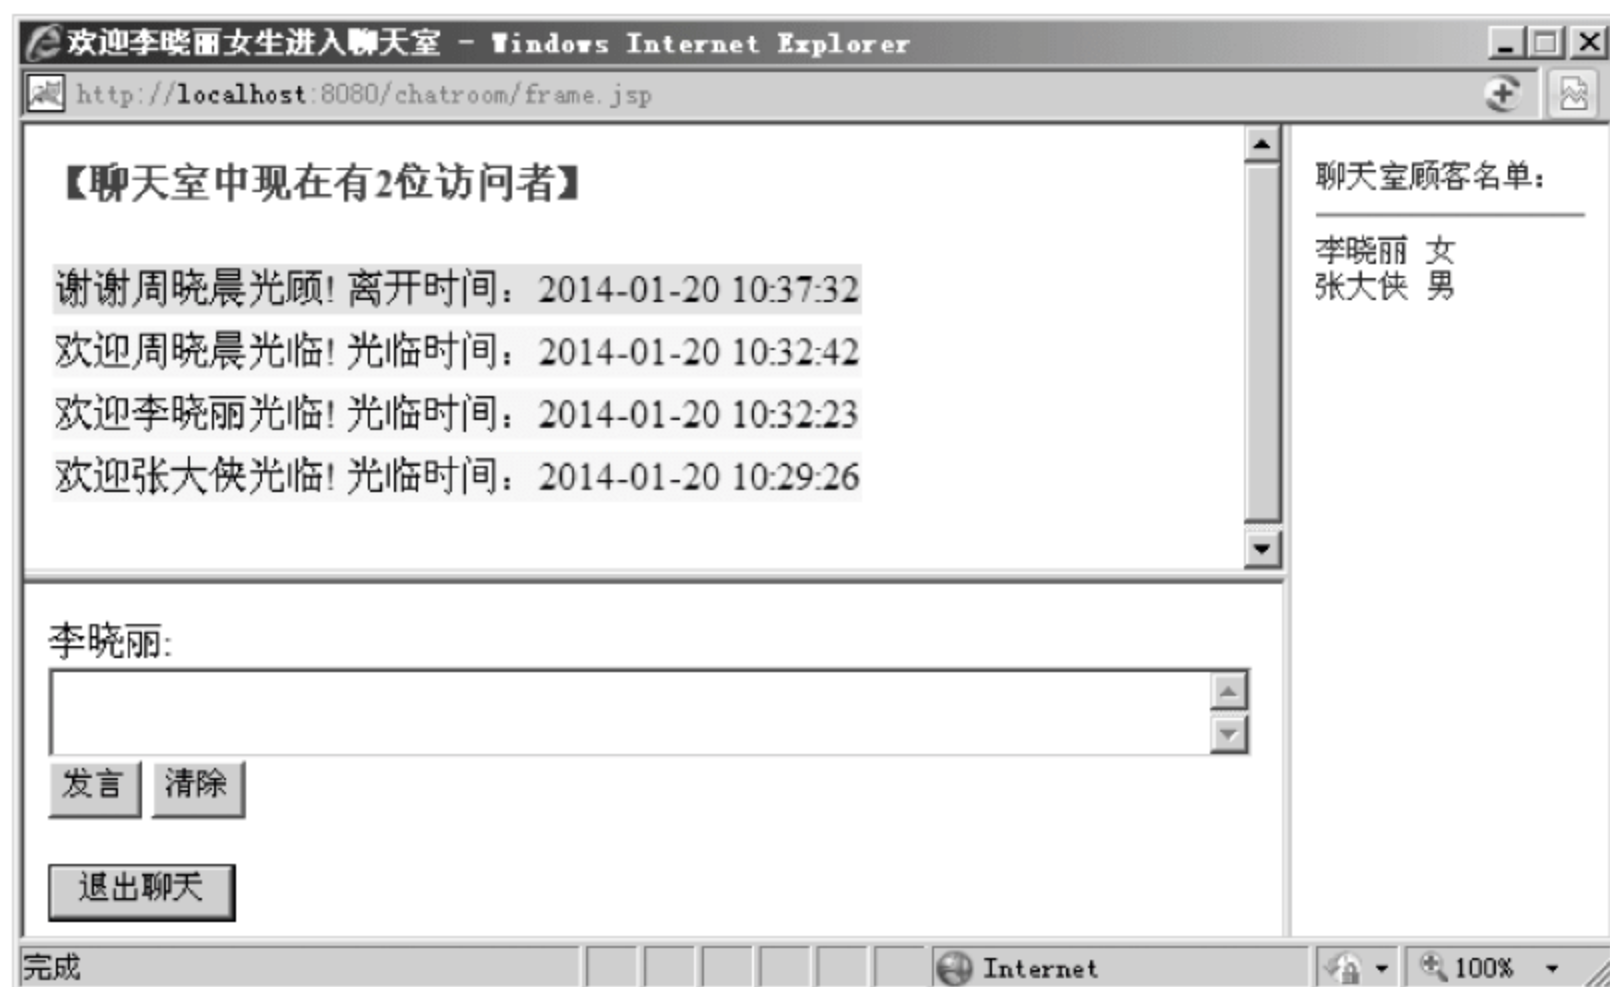 欢迎李晓丽女生进入聊天室 - Windows Internet Explorer
http://localhost:8080/chatroom/frame.jsp
【聊天室中现在有2位访问者】
谢谢周晓晨光顾! 离开时间：2014-01-20 10:37:32
欢迎周晓晨光临! 光临时间：2014-01-20 10:32:42
欢迎李晓丽光临! 光临时间：2014-01-20 10:32:23
欢迎张大侠光临! 光临时间：2014-01-20 10:29:26
聊天室顾客名单：
李晓丽 女
张大侠 男
李晓丽:
发言 清除
退出聊天
完成 Internet 100%